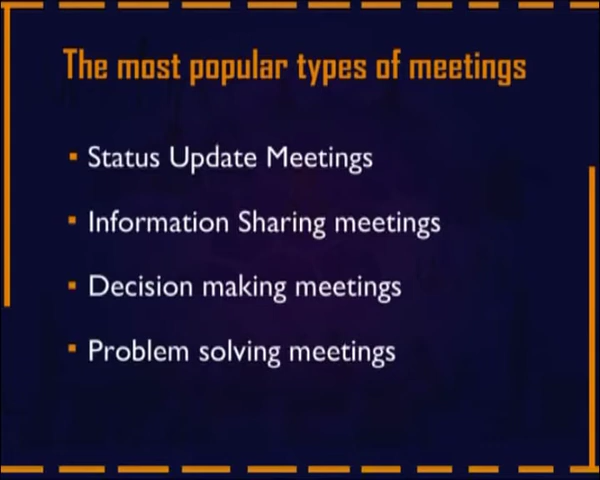 The most popular types of meetings
Status Update Meetings
Information Sharing meetings
Decision making meetings
Problem solving meetings